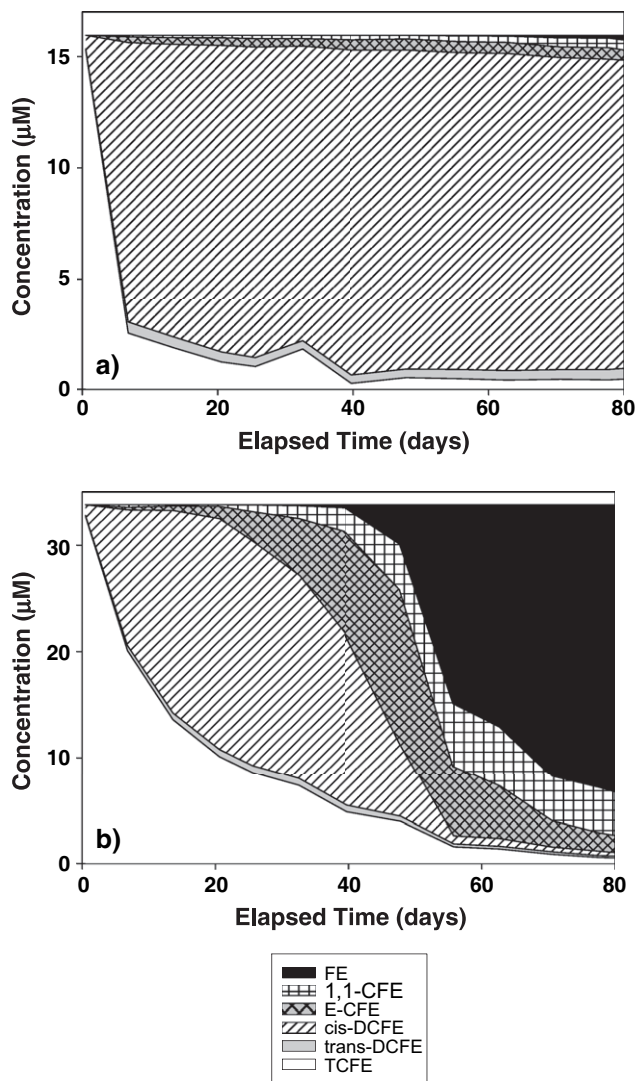 Concentration (µM)
15
10
5
0
a)
0 20 40 60 80
Elapsed Time (days)
Concentration (µM)
30
20
10
0
b)
0 20 40 60 80
Elapsed Time (days)
FE
1,1-CFE
E-CFE
cis-DCFE
trans-DCFE
TCFE